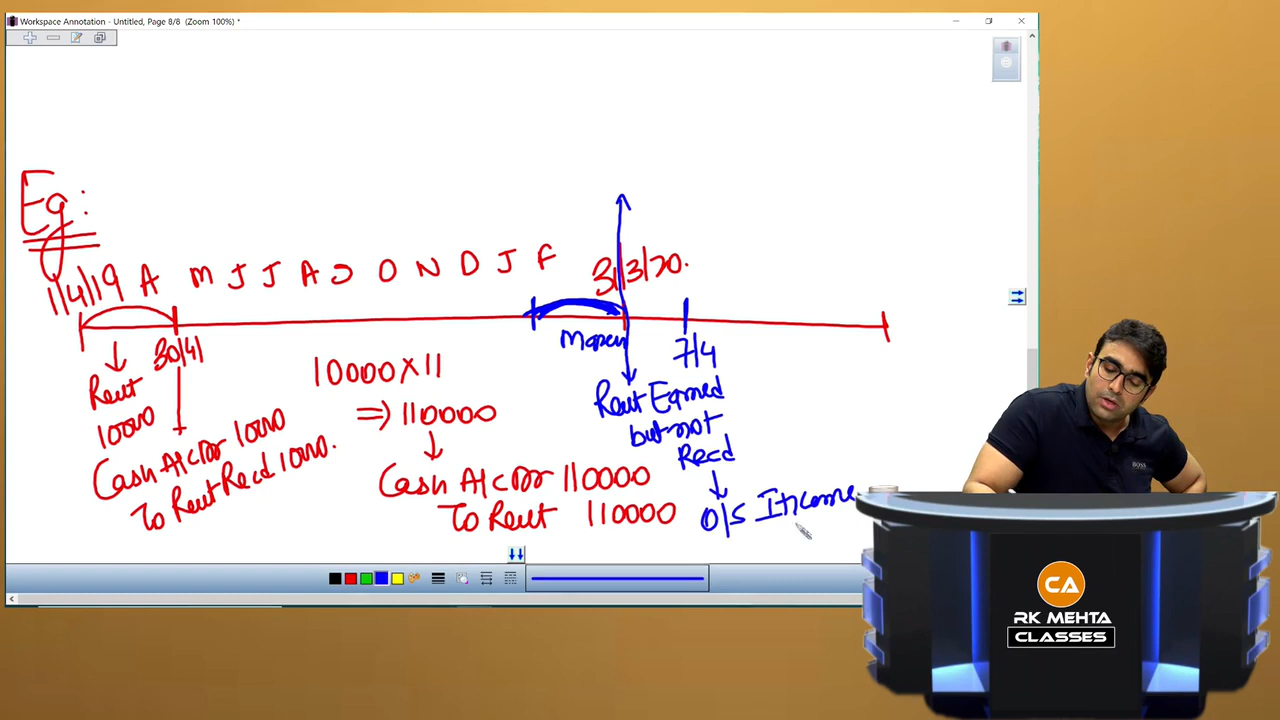 Workspace Annotation - Untitled, Page 8/8 (Zoom 100%) *
Eg:
1/4/19 A M J J A S O N D J F 31/3/20.
March
30/4
7/4
Rent
10000
Cash A/c Dr 10000
To Rent Recd 10000.
10000 X 11
=> 110000
Cash A/c Dr 110000
To Rent 110000
Rent Earned
but not
Recd
O/S Income
BOSS
CA
RK MEHTA
CLASSES